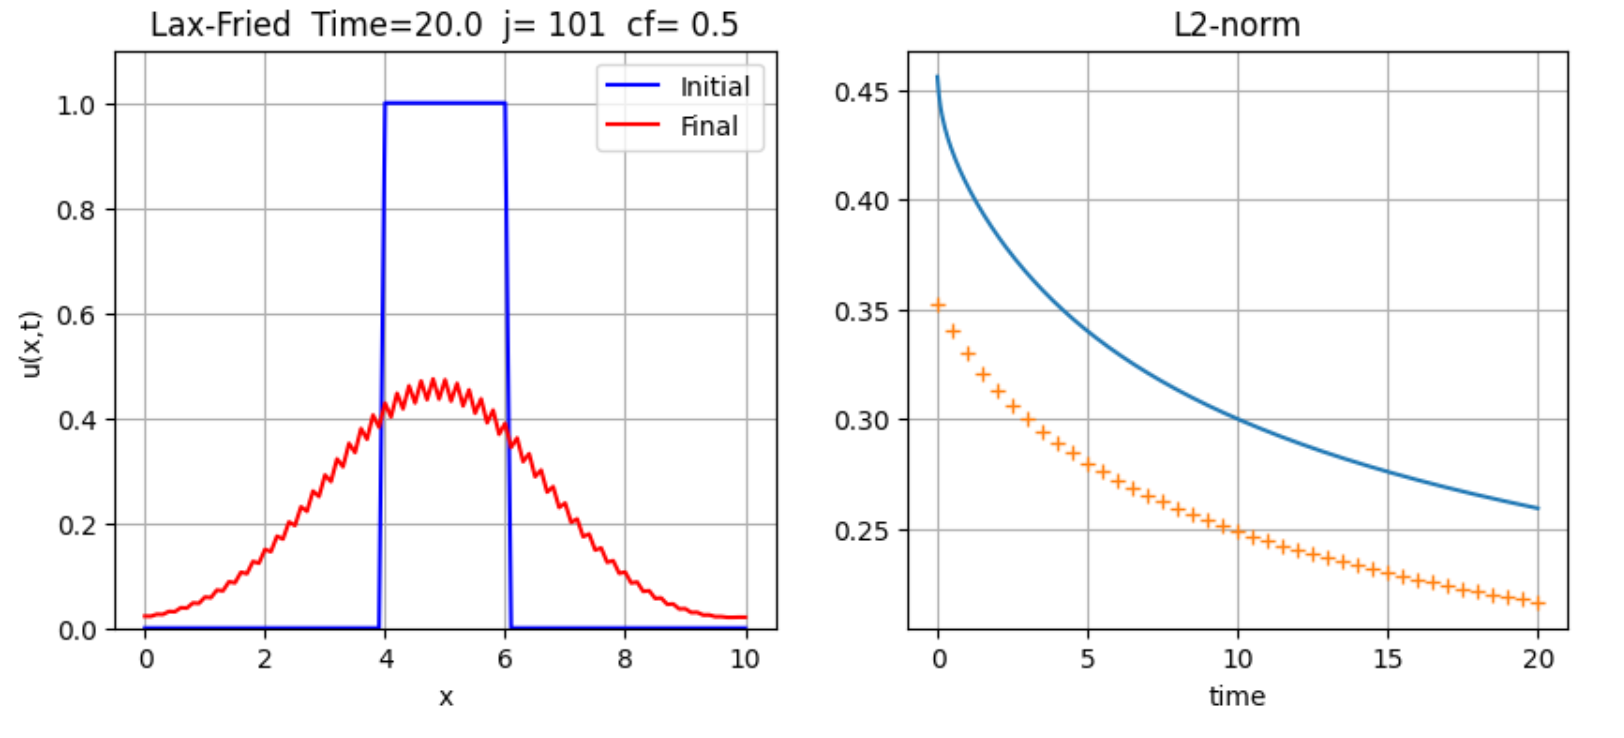 Lax-Fried  Time=20.0  j= 101  cf= 0.5
1.0
0.8
0.6
0.4
0.2
0.0
u(x,t)
Initial
Final
0 2 4 6 8 10
x
L2-norm
0.45
0.40
0.35
0.30
0.25
0 5 10 15 20
time